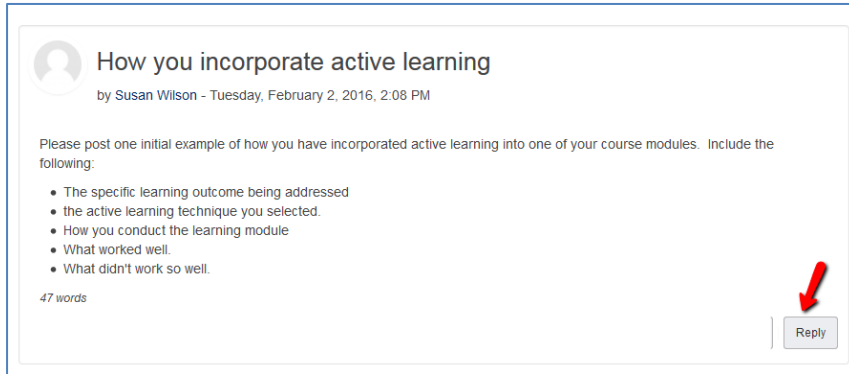 How you incorporate active learning
by Susan Wilson - Tuesday, February 2, 2016, 2:08 PM
Please post one initial example of how you have incorporated active learning into one of your course modules.  Include the
following:
• The specific learning outcome being addressed
• the active learning technique you selected.
• How you conduct the learning module
• What worked well.
• What didn't work so well.
47 words
Reply